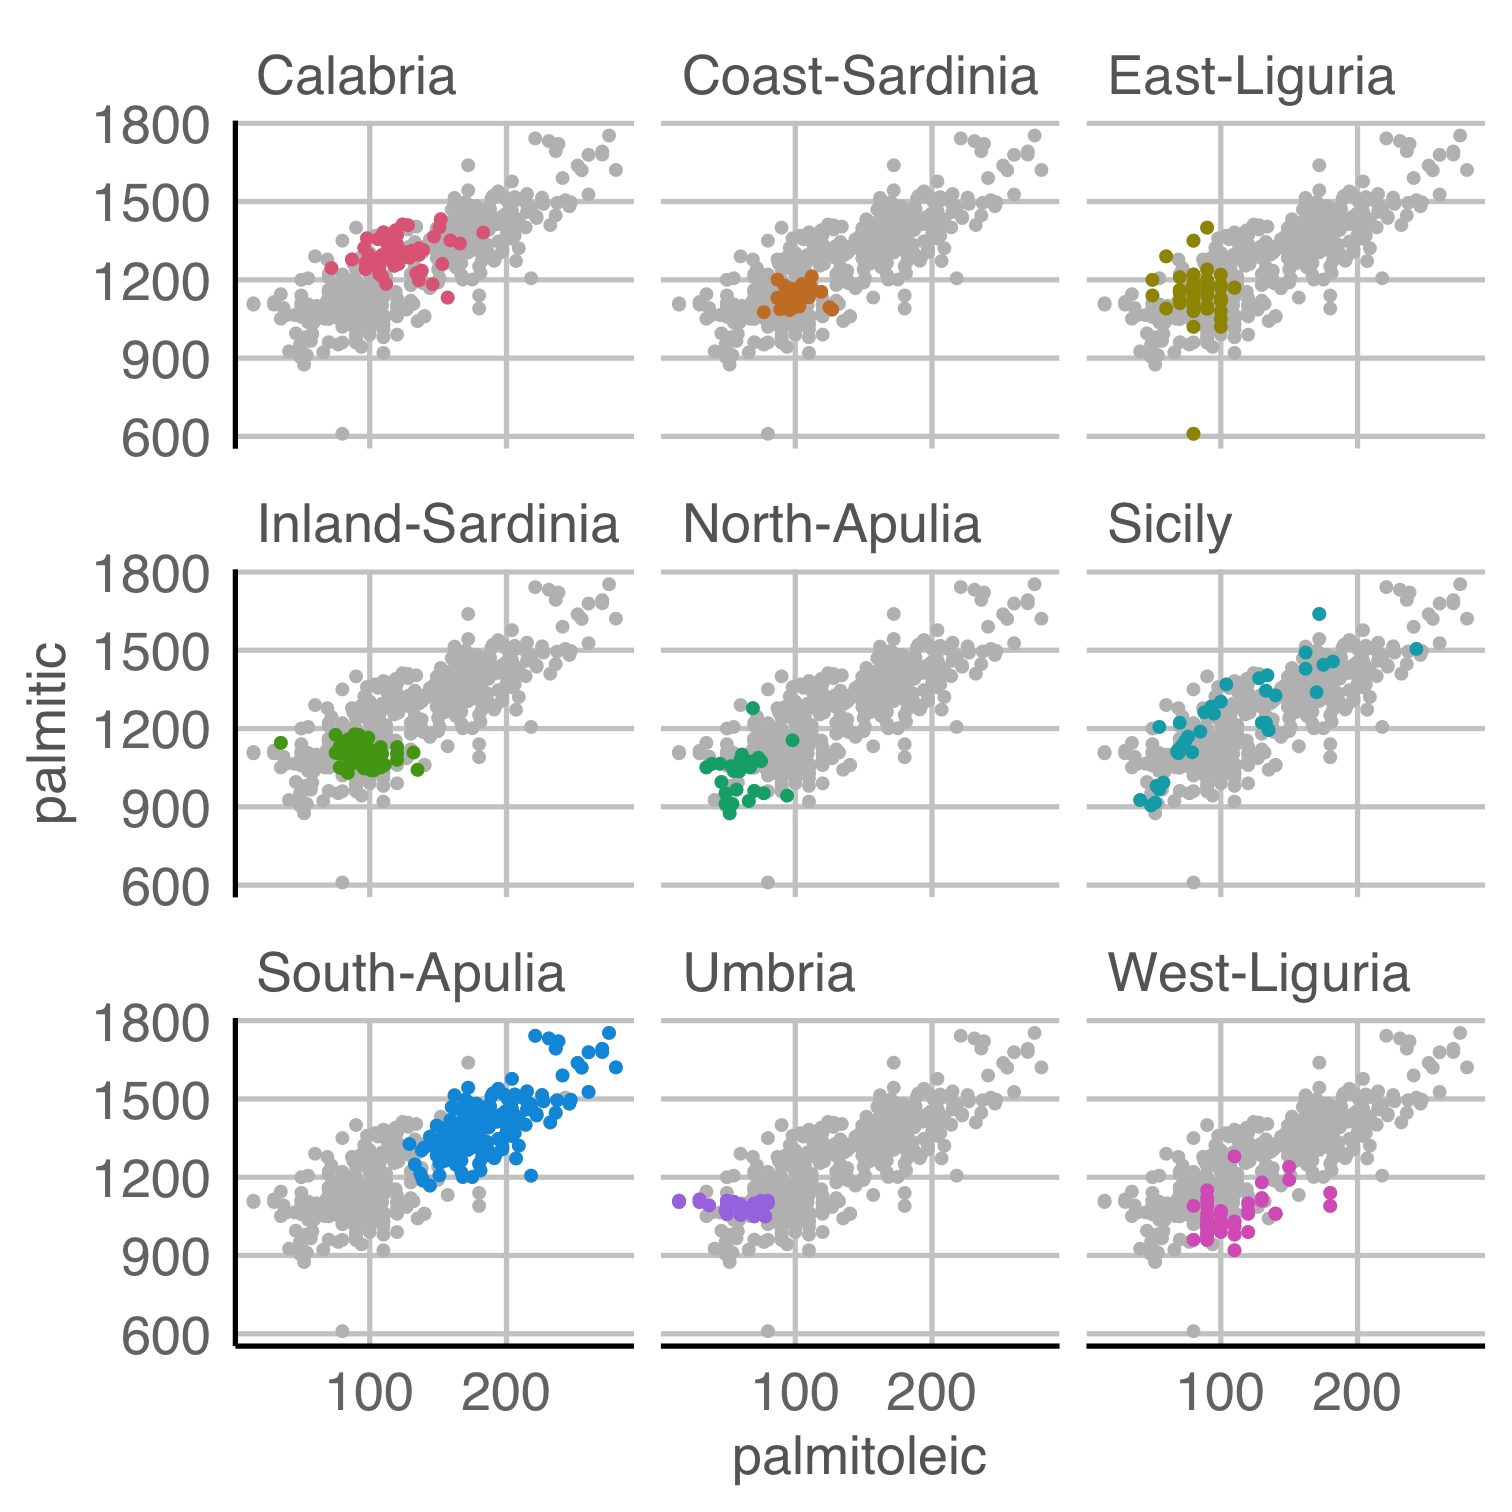 Calabria Coast-Sardinia East-Liguria
1800
1500
1200
900
600
Inland-Sardinia North-Apulia Sicily
1800
1500
1200
900
600
South-Apulia Umbria West-Liguria
1800
1500
1200
900
600
palmitic
100 200 100 200 100 200
palmitoleic